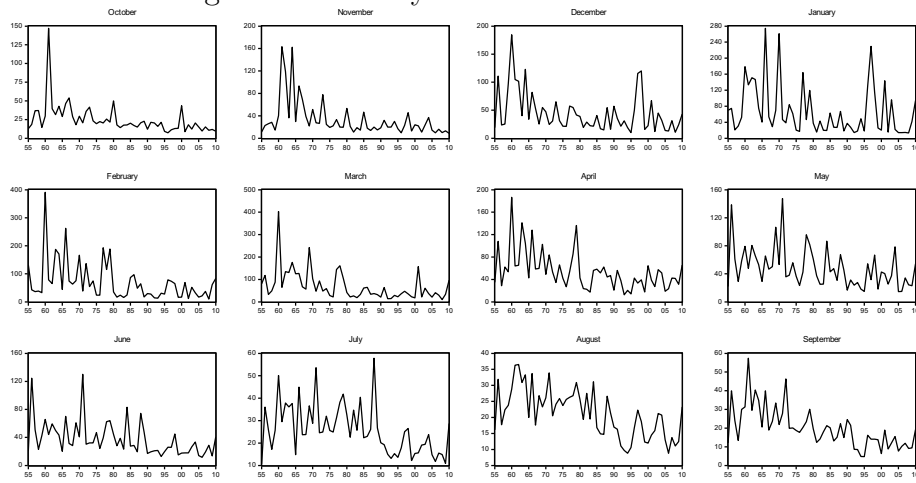 October November December January
150 200 200 280
125 160 160 240
100 200
120 120 160
75
80 80 120
50
80
25 40 40 40
0 0 0 0
55 60 65 70 75 80 85 90 95 00 05 10 55 60 65 70 75 80 85 90 95 00 05 10 55 60 65 70 75 80 85 90 95 00 05 10 55 60 65 70 75 80 85 90 95 00 05 10
February March April May
400 500 200 160
300 400 160 120
300 120
200 80
200 80
100 100 40 40
0 0 0 0
55 60 65 70 75 80 85 90 95 00 05 10 55 60 65 70 75 80 85 90 95 00 05 10 55 60 65 70 75 80 85 90 95 00 05 10 55 60 65 70 75 80 85 90 95 00 05 10
June July August September
160 60 40 60
120 50 35 50
30 40
40 25
80 30
30 20
20
40 20 15
10 10
0 10 5 0
55 60 65 70 75 80 85 90 95 00 05 10 55 60 65 70 75 80 85 90 95 00 05 10 55 60 65 70 75 80 85 90 95 00 05 10 55 60 65 70 75 80 85 90 95 00 05 10